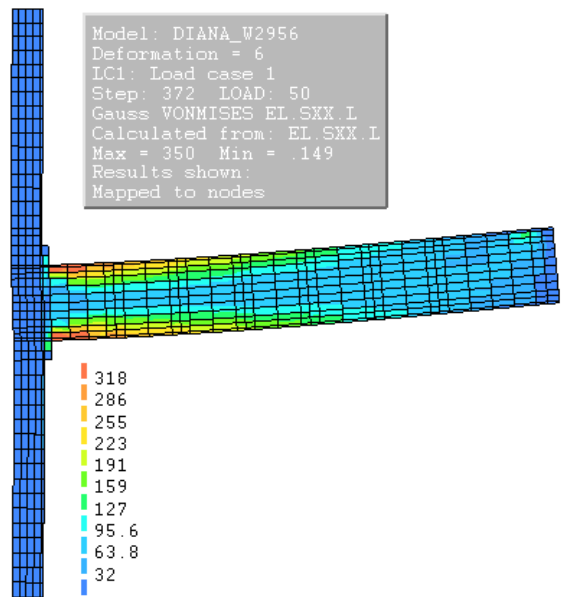 Model: DIANA_W2956
Deformation = 6
LC1: Load case 1
Step: 372 LOAD: 50
Gauss VONMISES EL.SXX.L
Calculated from: EL.SXX.L
Max = 350 Min = .149
Results shown:
Mapped to nodes
318
286
255
223
191
159
127
95.6
63.8
32